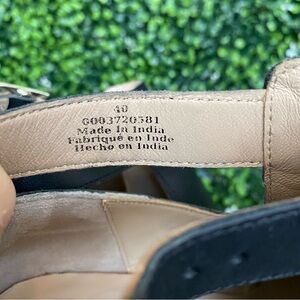 40
G003720581
Made in India
Fabriqué en Inde
Hecho en India